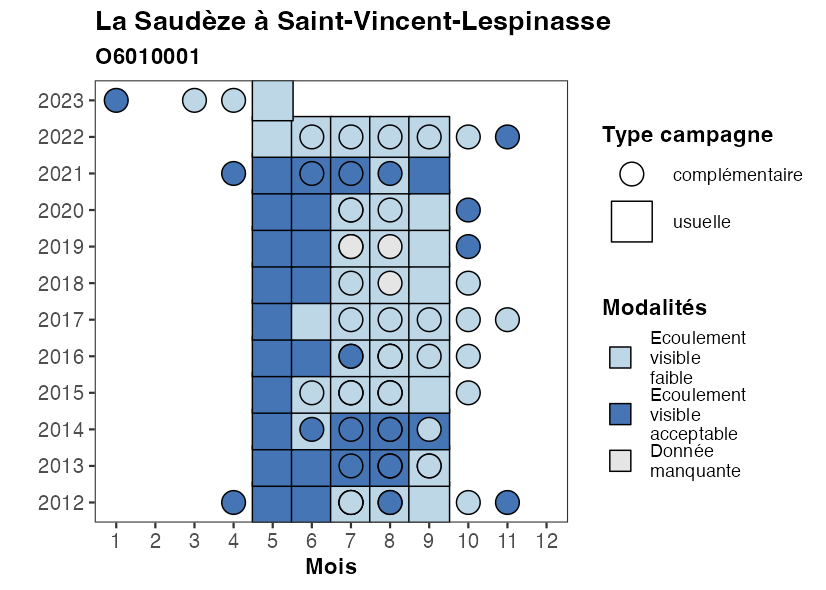 La Saudèze à Saint-Vincent-Lespinasse
O6010001
2023
2022
2021
2020
2019
2018
2017
2016
2015
2014
2013
2012
1 2 3 4 5 6 7 8 9 10 11 12
Mois
Type campagne
complémentaire
usuelle
Modalités
Ecoulement
visible
faible
Ecoulement
visible
acceptable
Donnée
manquante